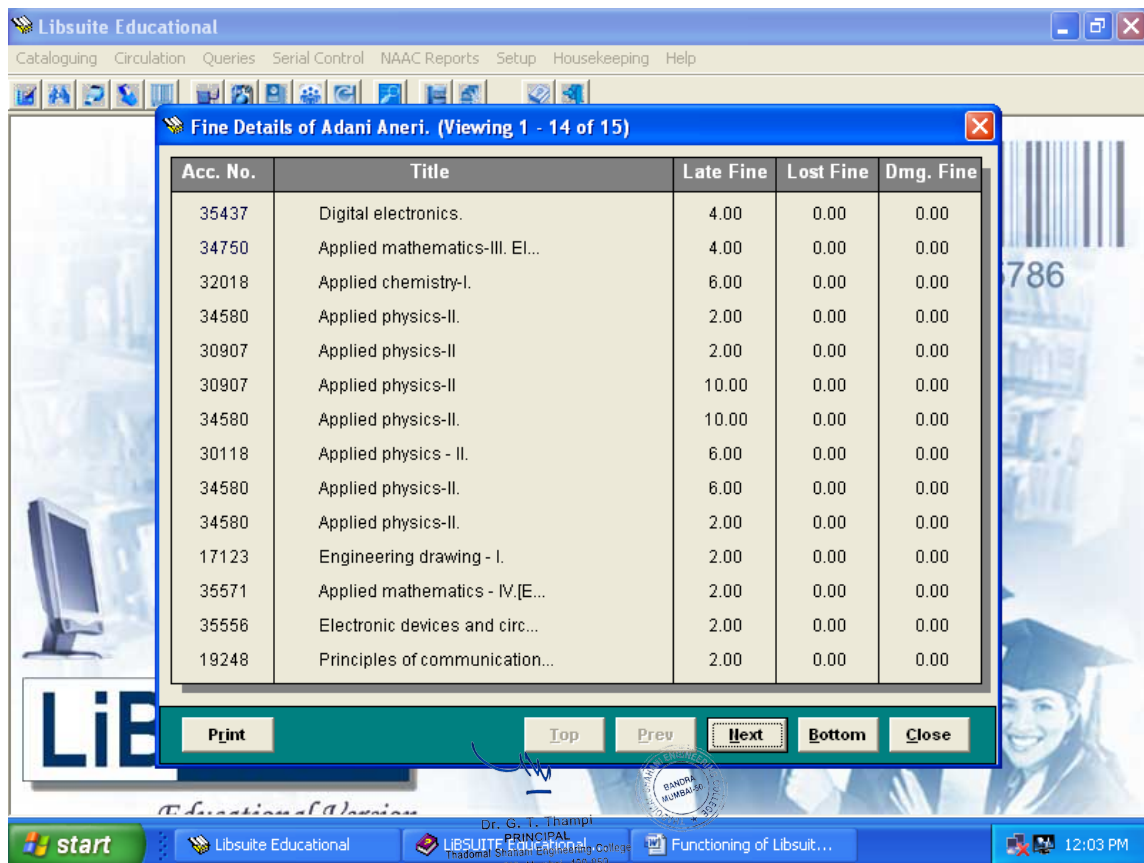 Libsuite Educational
Cataloguing Circulation Queries Serial Control NAAC Reports Setup Housekeeping Help
Fine Details of Adani Aneri. (Viewing 1 - 14 of 15)
Acc. No. Title Late Fine Lost Fine Dmg. Fine
35437 Digital electronics. 4.00 0.00 0.00
34750 Applied mathematics-III. El... 4.00 0.00 0.00
32018 Applied chemistry-I. 6.00 0.00 0.00
34580 Applied physics-II. 2.00 0.00 0.00
30907 Applied physics-II 2.00 0.00 0.00
30907 Applied physics-II 10.00 0.00 0.00
34580 Applied physics-II. 10.00 0.00 0.00
30118 Applied physics - II. 6.00 0.00 0.00
34580 Applied physics-II. 6.00 0.00 0.00
34580 Applied physics-II. 2.00 0.00 0.00
17123 Engineering drawing - I. 2.00 0.00 0.00
35571 Applied mathematics - IV.[E... 2.00 0.00 0.00
35556 Electronic devices and circ... 2.00 0.00 0.00
19248 Principles of communication... 2.00 0.00 0.00
5786
Print Top Prev Next Bottom Close
LiB
Educational Version
BANDRA
MUMBAI-50
Dr. G. T. Thampi
PRINCIPAL
Thadomal Shahani Engineering College
start Libsuite Educational LIBSUITE Educational Functioning of Libsuit... 12:03 PM